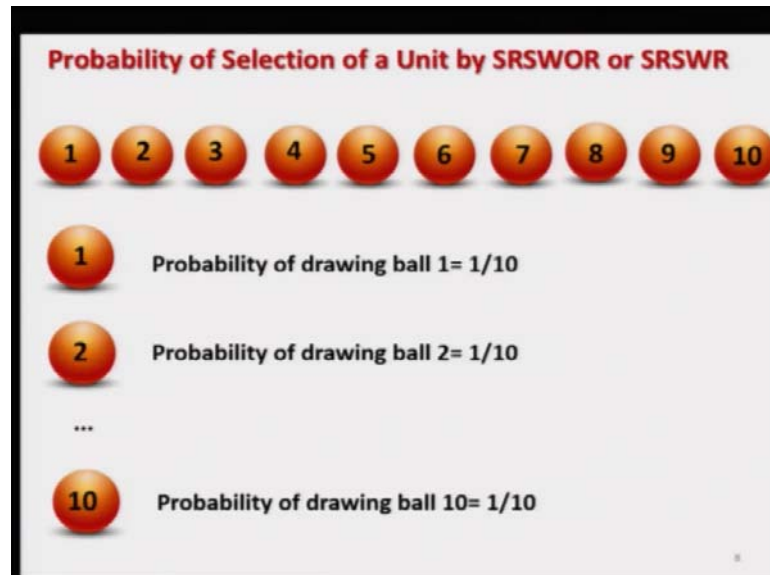 Probability of Selection of a Unit by SRSWOR or SRSWR
1 2 3 4 5 6 7 8 9 10
1 Probability of drawing ball 1= 1/10
2 Probability of drawing ball 2= 1/10
...
10 Probability of drawing ball 10= 1/10